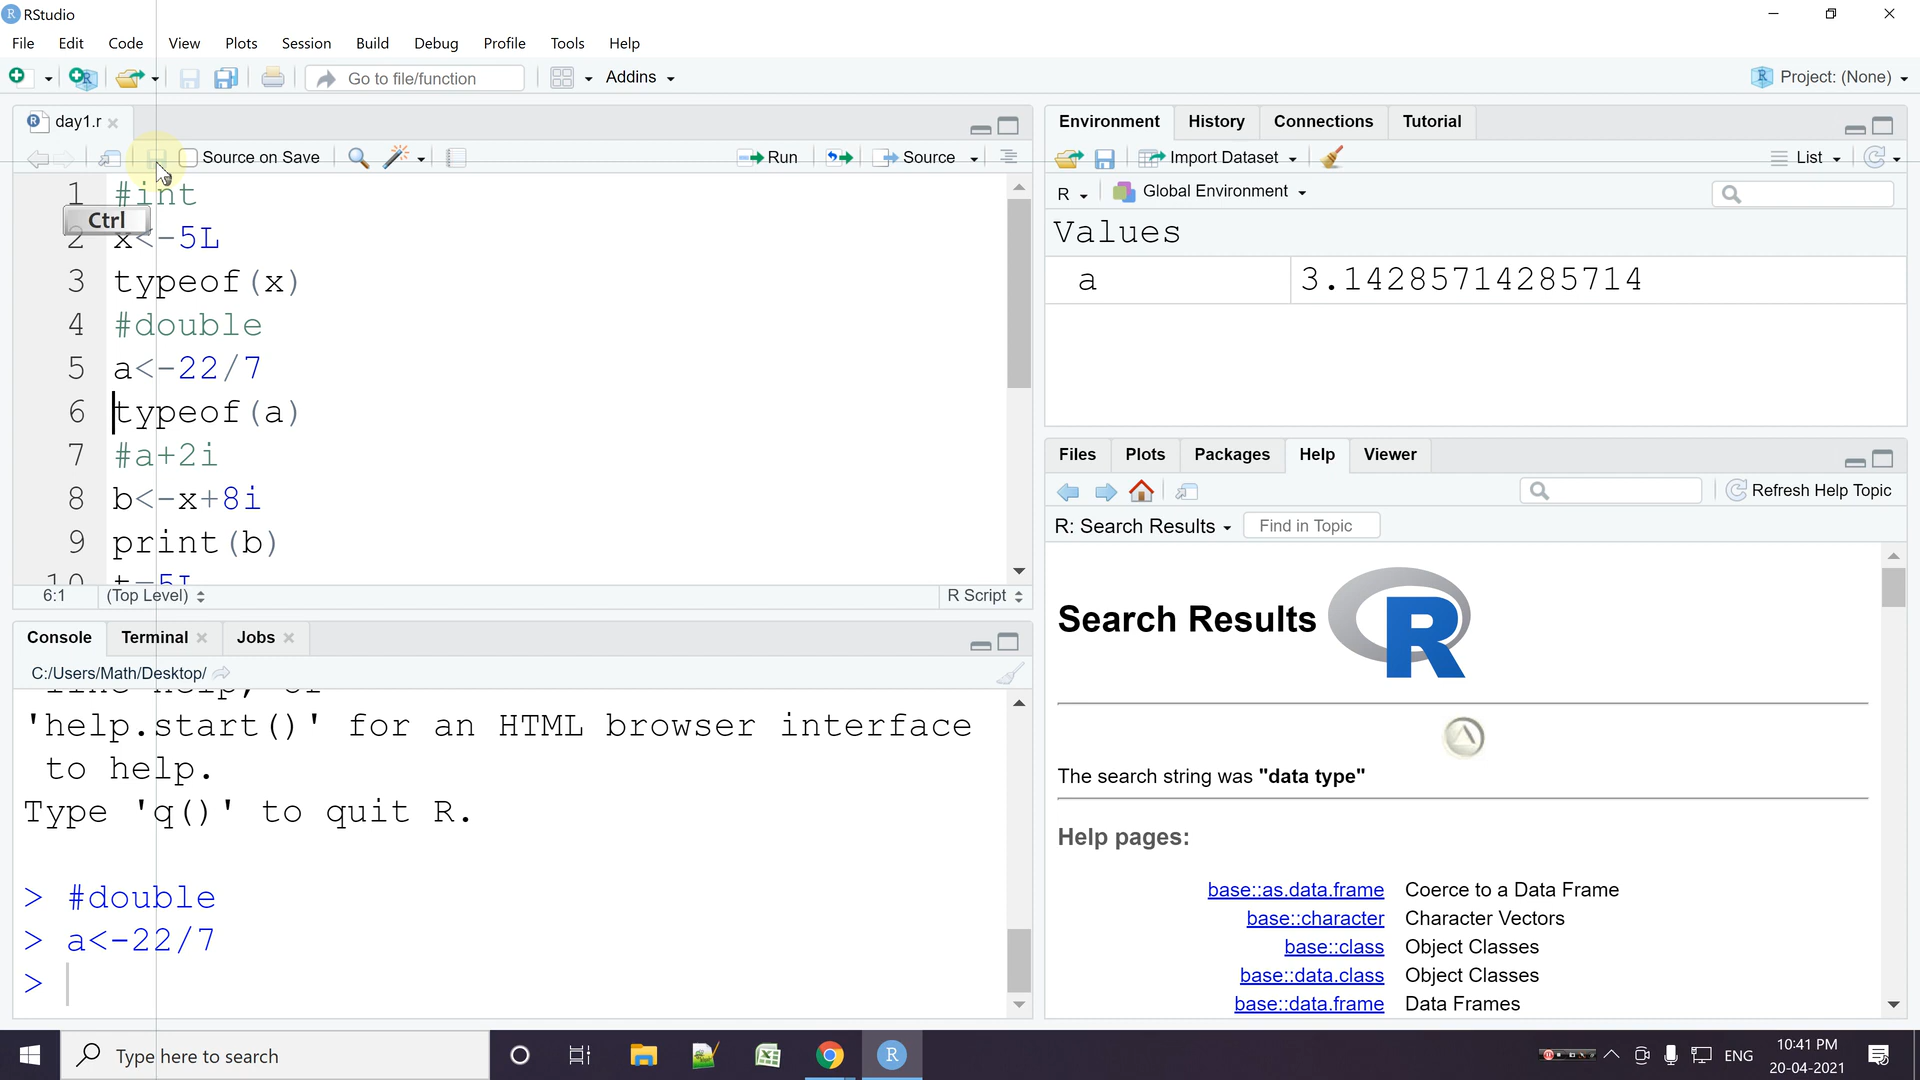 RStudio
File Edit Code View Plots Session Build Debug Profile Tools Help
Go to file/function Addins Project: (None)
day1.r
Source on Save Run Source
1 #int
Ctrl
2 x<-5L
3 typeof(x)
4 #double
5 a<-22/7
6 typeof(a)
7 #a+2i
8 b<-x+8i
9 print(b)
10 t=5L
6:1 (Top Level) R Script
Console Terminal Jobs
C:/Users/Math/Desktop/
'help.start()' for an HTML browser interface
to help.
Type 'q()' to quit R.
> #double
> a<-22/7
>
Environment History Connections Tutorial
Import Dataset List
R Global Environment
Values
a 3.14285714285714
Files Plots Packages Help Viewer
Refresh Help Topic
R: Search Results Find in Topic
Search Results R
The search string was "data type"
Help pages:
base::as.data.frame Coerce to a Data Frame
base::character Character Vectors
base::class Object Classes
base::data.class Object Classes
base::data.frame Data Frames
Type here to search
ENG
10:41 PM
20-04-2021